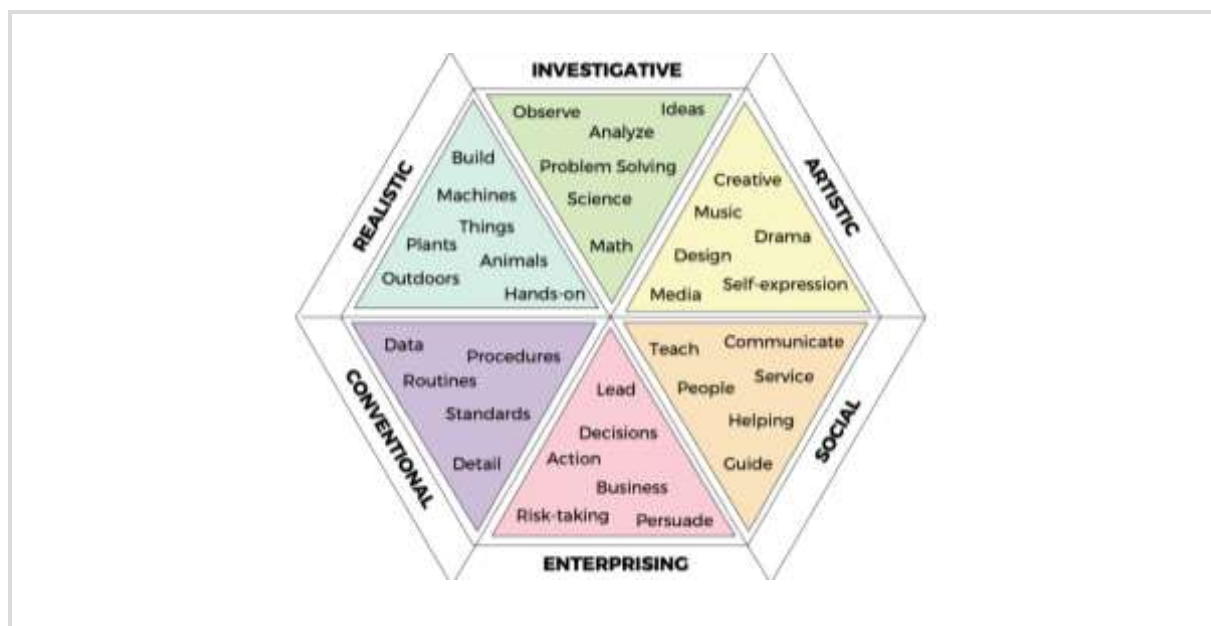 INVESTIGATIVE
Observe
Ideas
Analyze
Problem Solving
Science
Math
REALISTIC
Build
Machines
Things
Plants
Animals
Outdoors
Hands-on
ARTISTIC
Creative
Music
Drama
Design
Self-expression
Media
CONVENTIONAL
Data
Procedures
Routines
Standards
Detail
Lead
Decisions
Action
Business
Risk-taking
Persuade
ENTERPRISING
Teach
Communicate
People
Service
Helping
Guide
SOCIAL